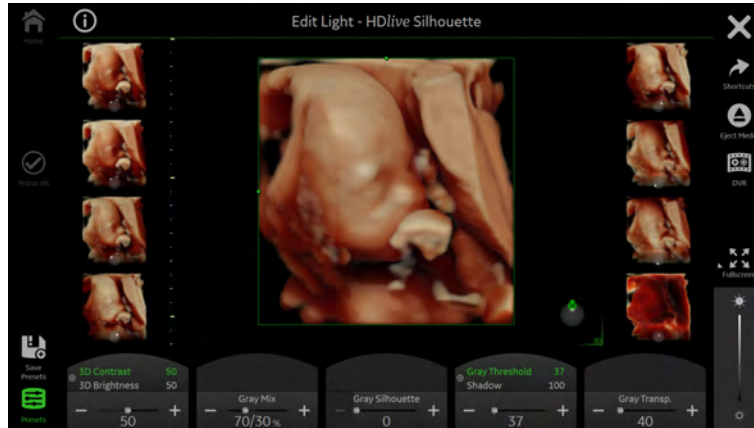 Edit Light - HDlive Silhouette
Home
Shortcuts
Eject Media
Protocols
DVR
Fullscreen
Save
Presets
Presets
3D Contrast 50
3D Brightness 50
50
Gray Mix
70/30 %
Gray Silhouette
0
Gray Threshold 37
Shadow 100
37
Gray Transp.
40